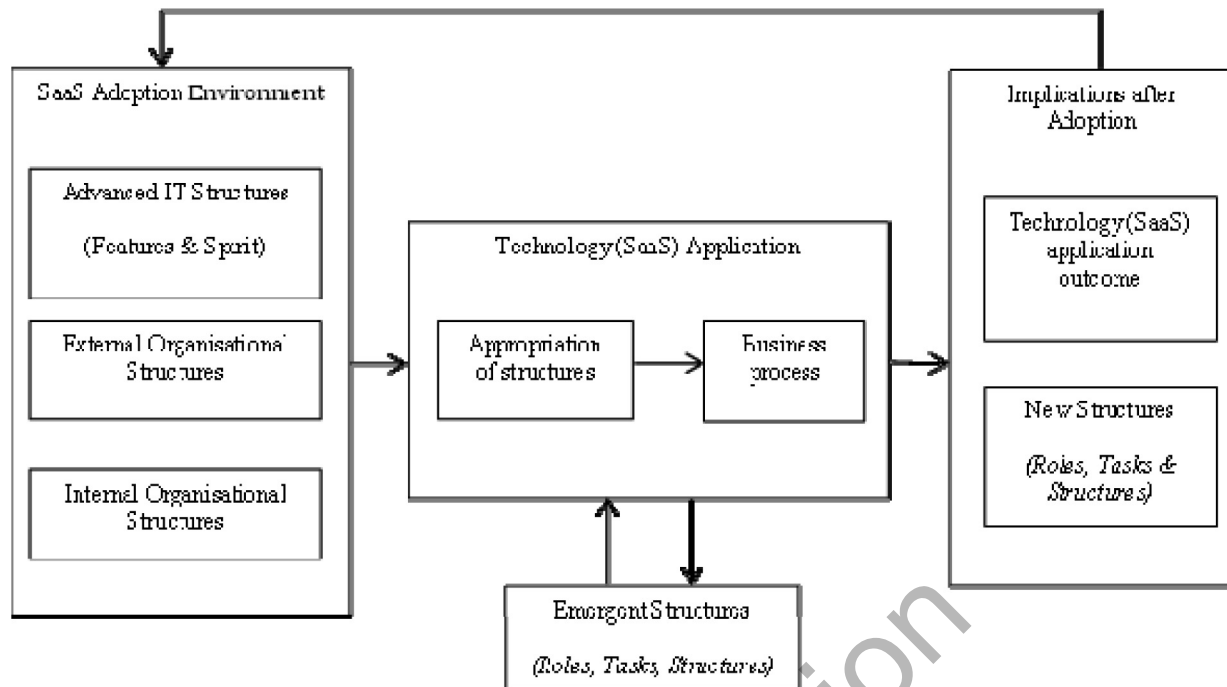 SaaS Adoption Environment
Advanced IT Structures
(Features & Spirit)
External Organisational
Structures
Internal Organisational
Structures
Technology(SaaS) Application
Appropriation
of structures
Business
process
Emergent Structures
(Roles, Tasks, Structures)
Implications after
Adoption
Technology(SaaS)
application
outcome
New Structures
(Roles, Tasks &
Structures)